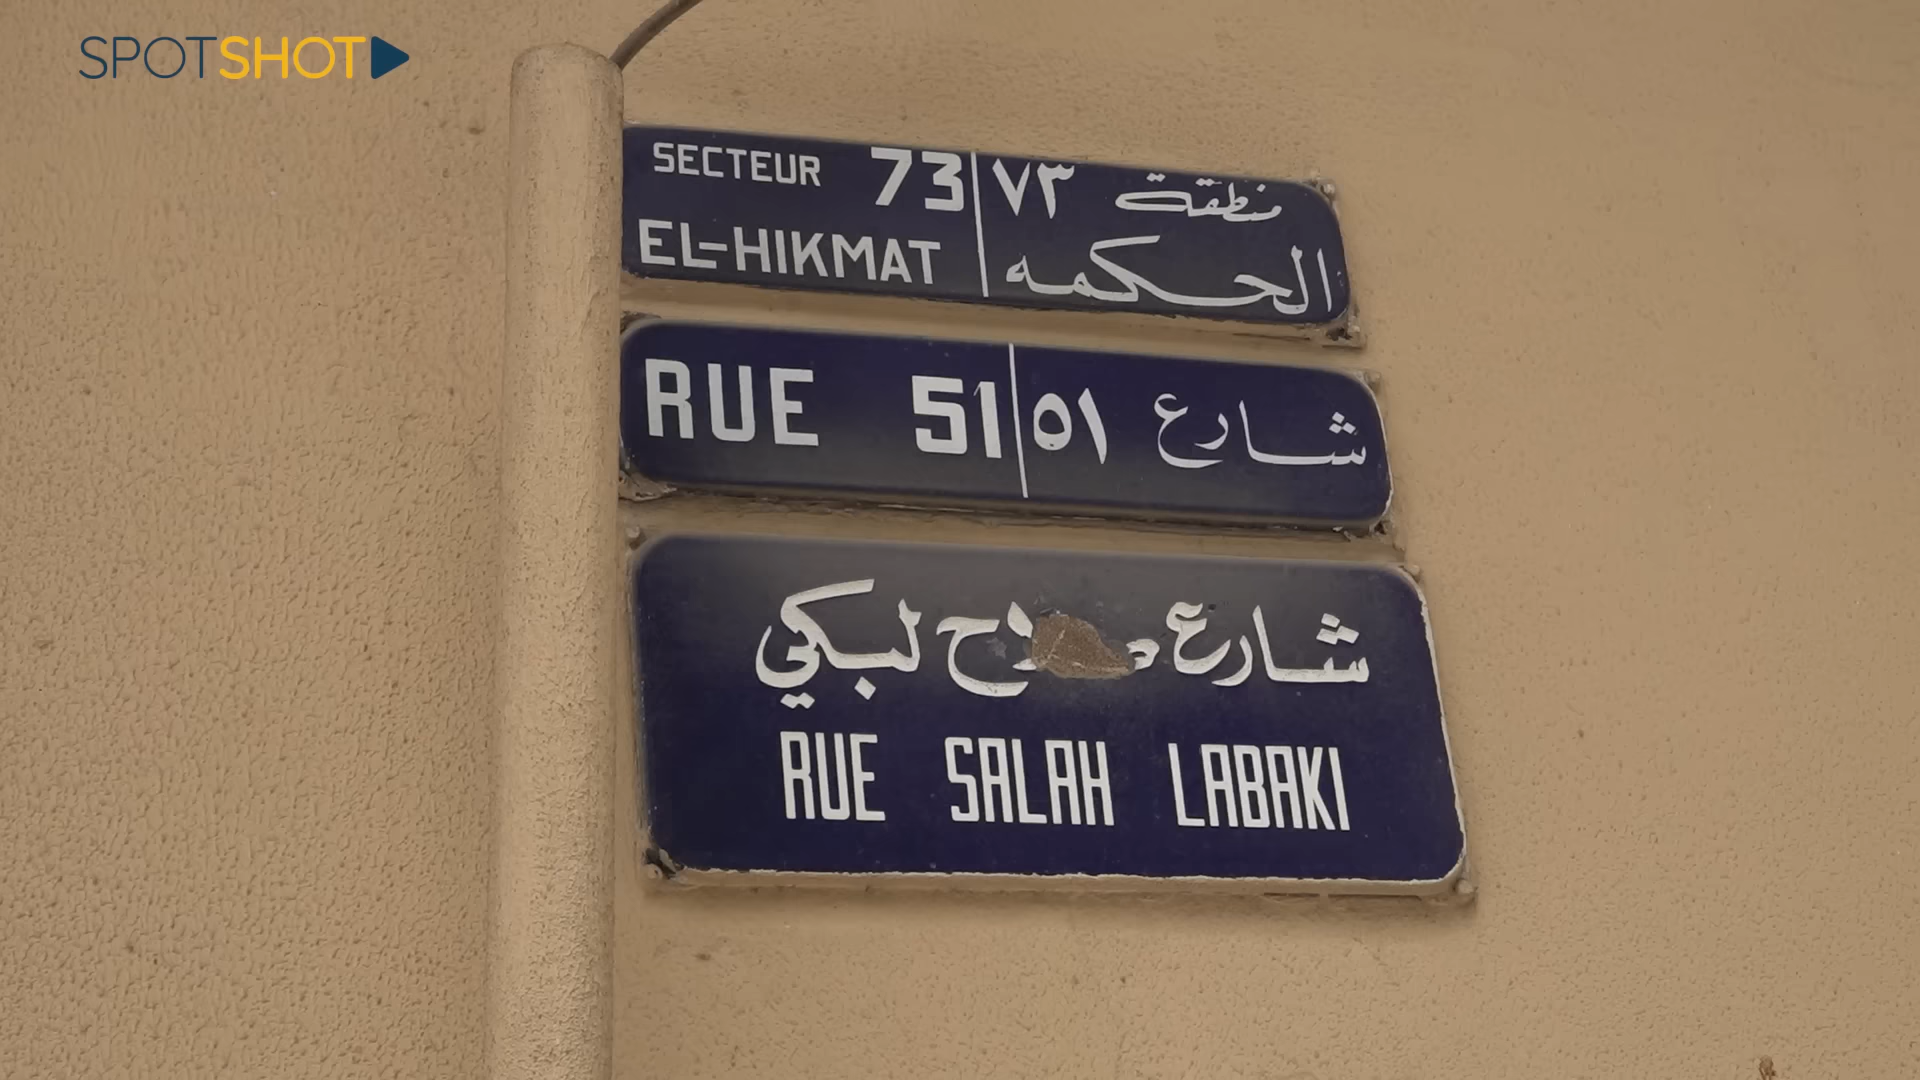 SPOTSHOT
SECTEUR 73
EL-HIKMAT
منطقة ٧٣
الحكمه
RUE 51
شارع ٥١
شارع لبكي
RUE SALAH LABAKI